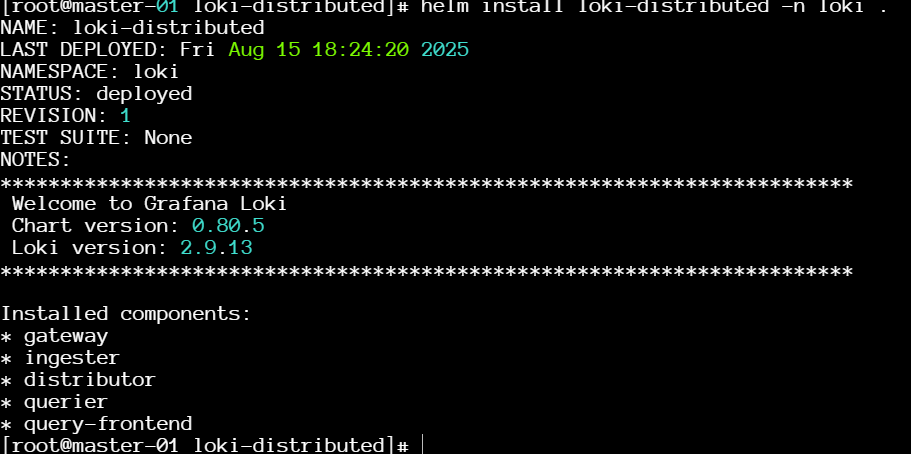 [root@master-01 loki-distributed]# helm install loki-distributed -n loki .
NAME: loki-distributed
LAST DEPLOYED: Fri Aug 15 18:24:20 2025
NAMESPACE: loki
STATUS: deployed
REVISION: 1
TEST SUITE: None
NOTES:
***********************************************************************
 Welcome to Grafana Loki
 Chart version: 0.80.5
 Loki version: 2.9.13
***********************************************************************
Installed components:
* gateway
* ingester
* distributor
* querier
* query-frontend
[root@master-01 loki-distributed]#